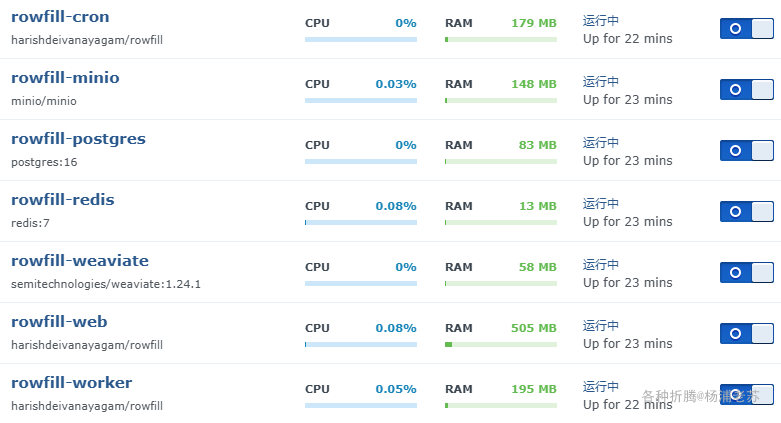 rowfill-cron
harishdeivanayagam/rowfill
CPU 0%
RAM 179 MB
运行中
Up for 22 mins
rowfill-minio
minio/minio
CPU 0.03%
RAM 148 MB
运行中
Up for 23 mins
rowfill-postgres
postgres:16
CPU 0%
RAM 83 MB
运行中
Up for 23 mins
rowfill-redis
redis:7
CPU 0.08%
RAM 13 MB
运行中
Up for 23 mins
rowfill-weaviate
semitechnologies/weaviate:1.24.1
CPU 0%
RAM 58 MB
运行中
Up for 23 mins
rowfill-web
harishdeivanayagam/rowfill
CPU 0.08%
RAM 505 MB
运行中
Up for 23 mins
rowfill-worker
harishdeivanayagam/rowfill
CPU 0.05%
RAM 195 MB
运行中
Up for 22 mins
各种折腾@杨浦老苏